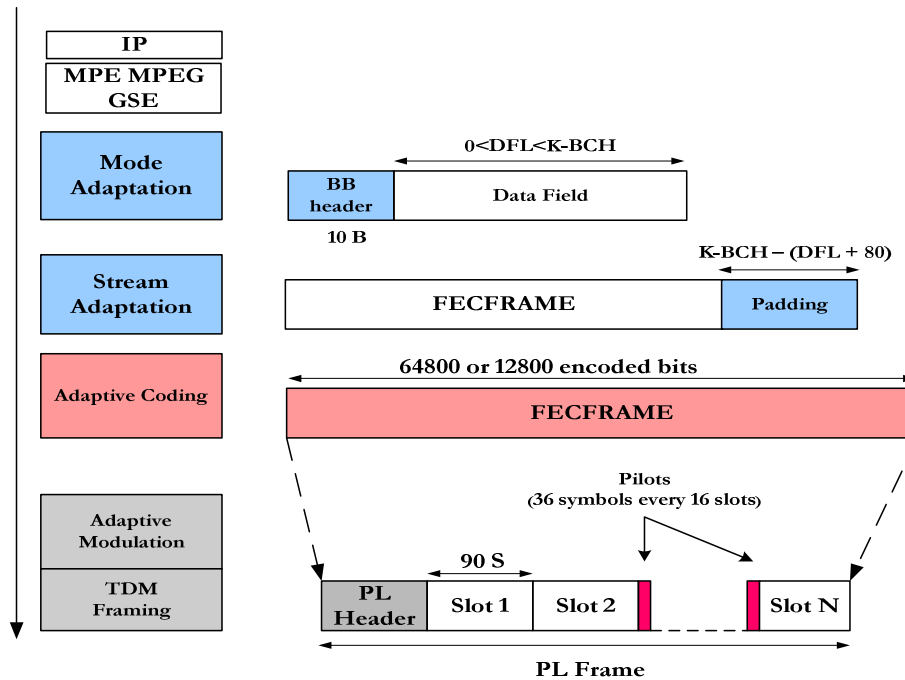 IP
MPE MPEG
GSE
Mode
Adaptation
0<DFL<K-BCH
BB
header
Data Field
10 B
Stream
Adaptation
K-BCH – (DFL + 80)
FECFRAME
Padding
Adaptive Coding
64800 or 12800 encoded bits
FECFRAME
Adaptive
Modulation
Pilots
(36 symbols every 16 slots)
TDM
Framing
90 S
PL
Header
Slot 1
Slot 2
Slot N
PL Frame